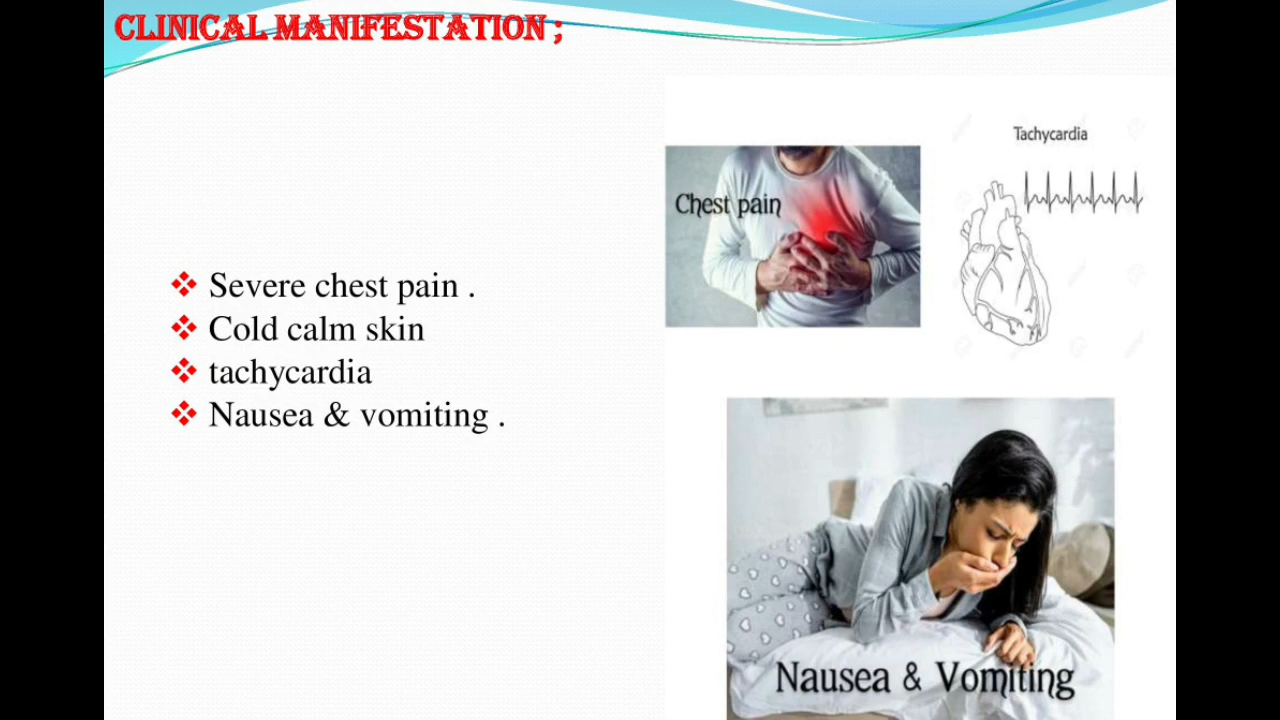 CLINICAL MANIFESTATION ;
Severe chest pain .
Cold calm skin
tachycardia
Nausea & vomiting .
Chest pain
Tachycardia
Nausea & Vomiting